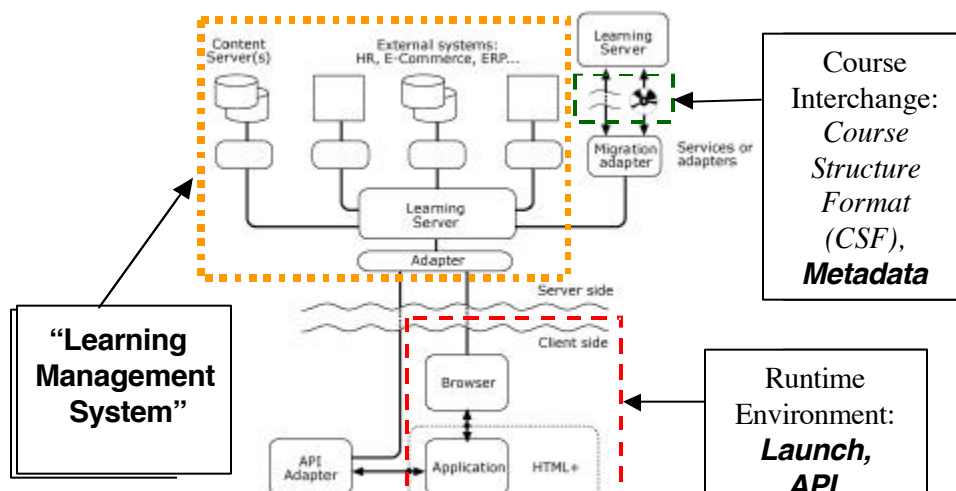 Content
Server(s)
External systems:
HR, E-Commerce, ERP...
Learning
Server
Migration
adapter
Services or
adapters
Learning
Server
Adapter
Server side
Client side
Browser
API
Adapter
Application
HTML+
Course
Interchange:
Course
Structure
Format
(CSF),
Metadata
“Learning
Management
System”
Runtime
Environment:
Launch,
API